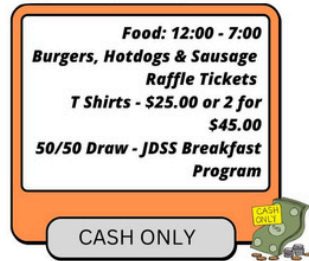 Food: 12:00 - 7:00
Burgers, Hotdogs & Sausage
Raffle Tickets
T Shirts - $25.00 or 2 for
$45.00
50/50 Draw - JDSS Breakfast
Program
CASH ONLY
CASH
ONLY